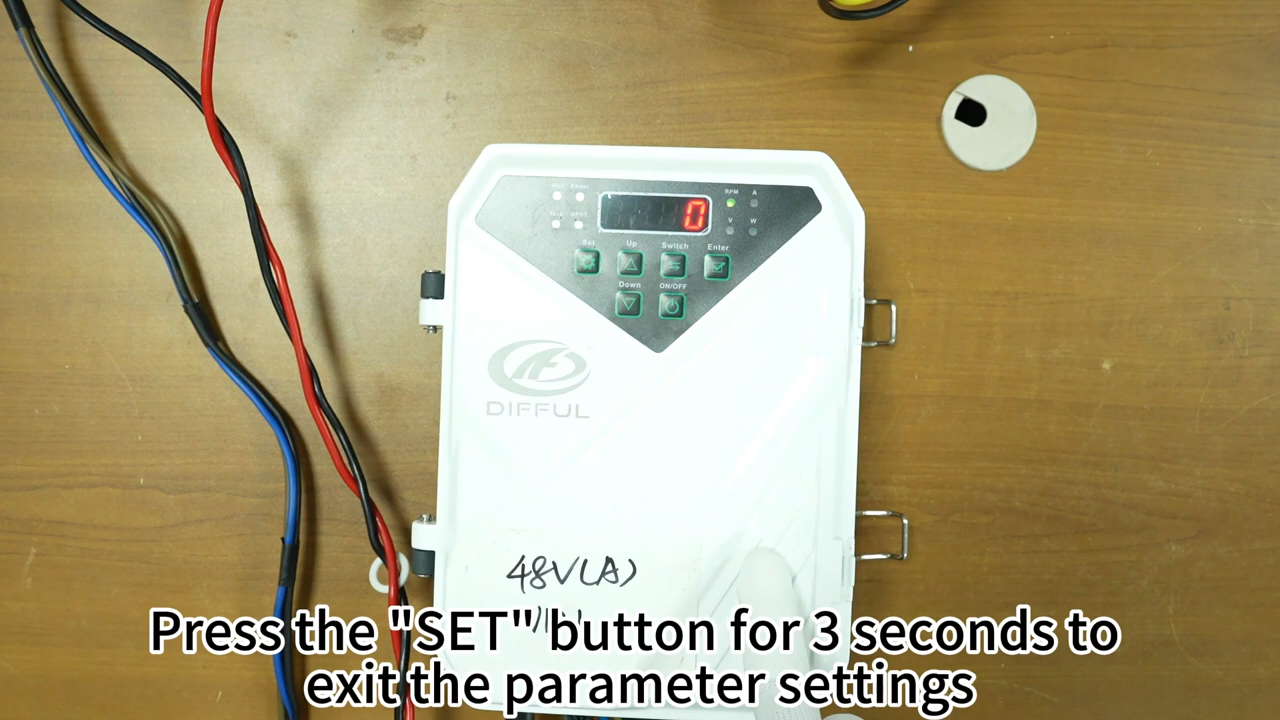 RPM A
0
V W
Set Up Switch Enter
Down ON/OFF
DIFFUL
48V(A)
Press the "SET" button for 3 seconds to
exit the parameter settings